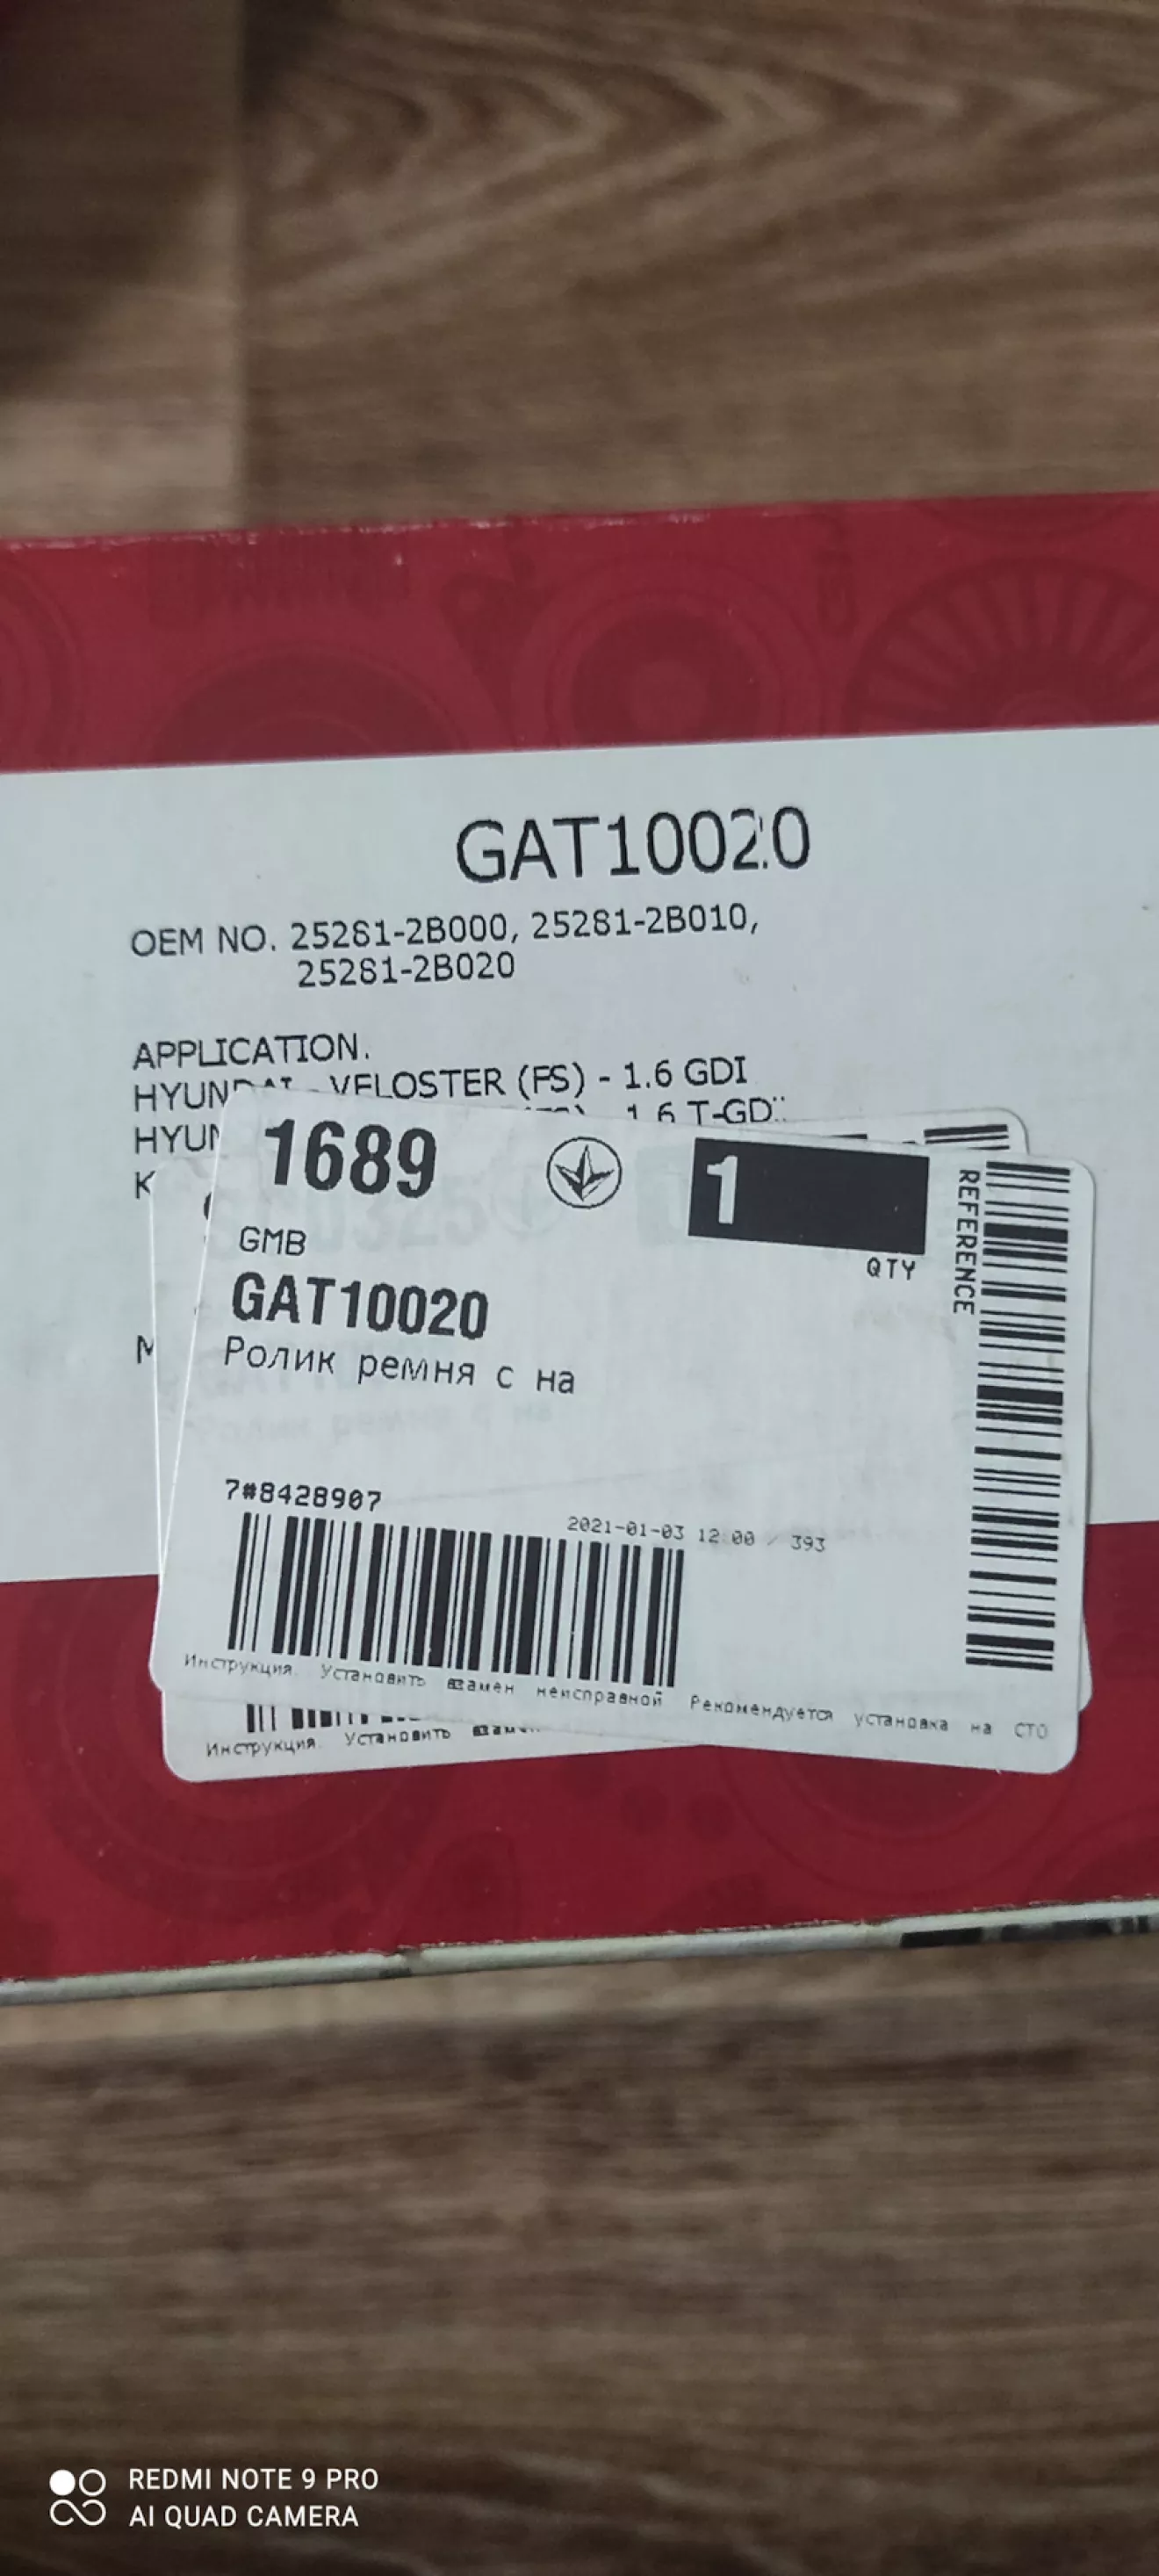 GAT10020
OEM NO. 25281-2B000, 25281-2B010,
25281-2B020
APPLICATION.
HYUNDAI - VELOSTER (FS) - 1.6 GDI
HYUN 1.6 T-GDI
K
M
1689
1
QTY
REFERENCE
GMB
GAT10020
Ролик ремня с на
7#8428907
2021-01-03 12:00 / 393
Инструкция. Установить взамен неисправной Рекомендуется установка на СТО
Инструкция. Установить
REDMI NOTE 9 PRO
AI QUAD CAMERA